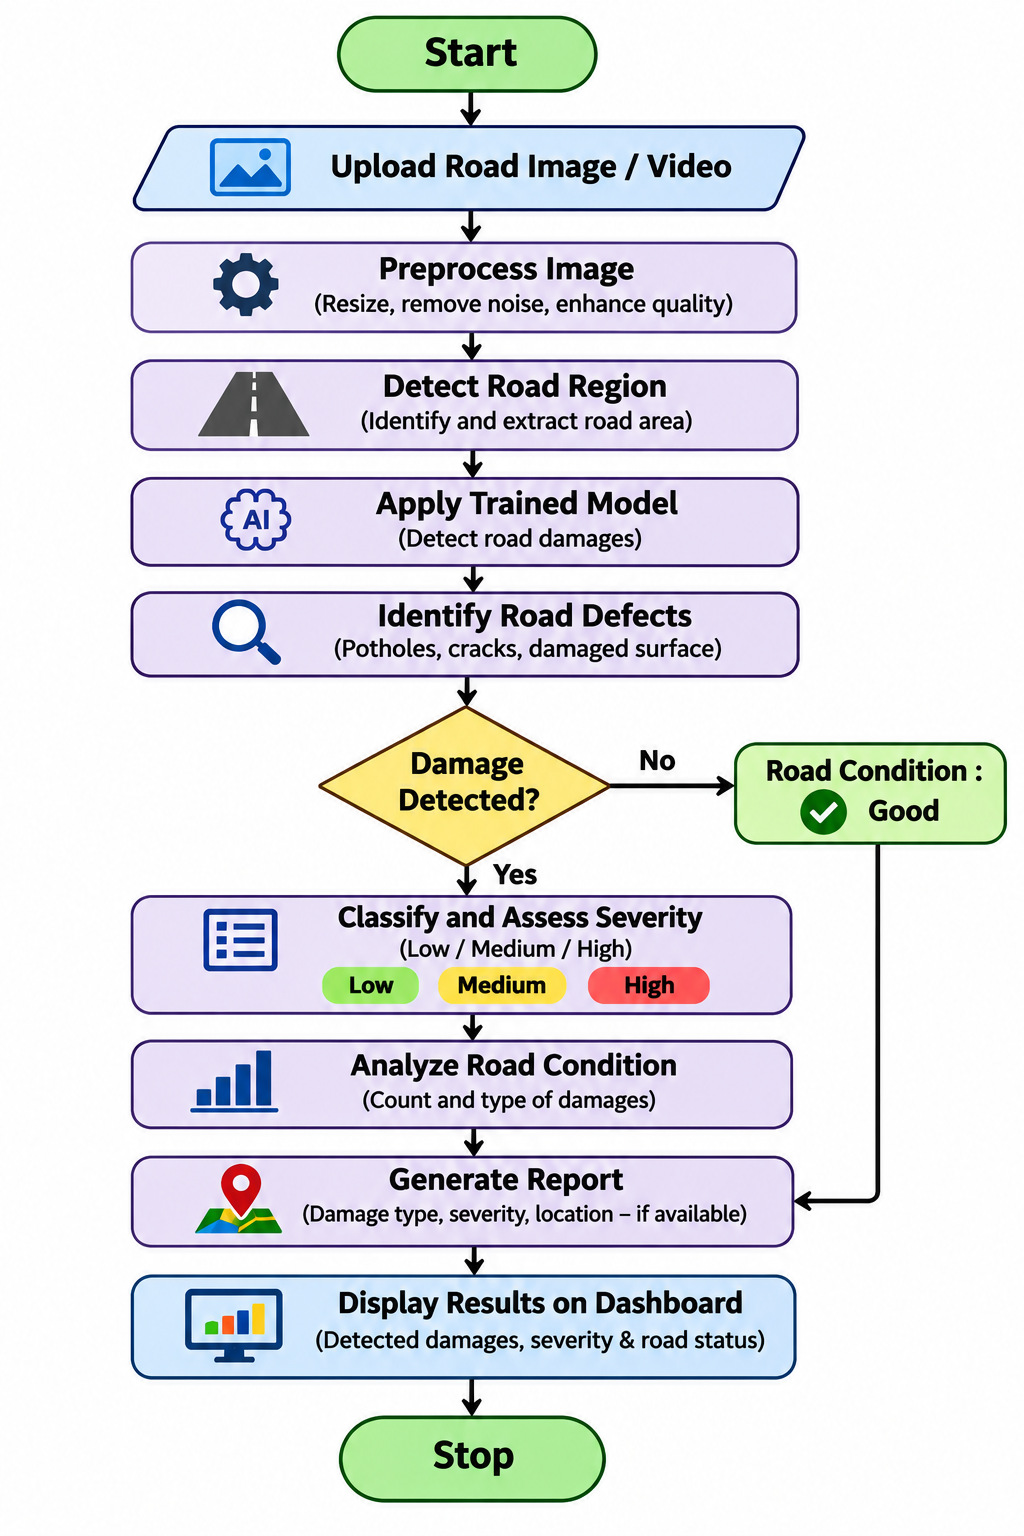 Start
Upload Road Image / Video
Preprocess Image
(Resize, remove noise, enhance quality)
Detect Road Region
(Identify and extract road area)
AI
Apply Trained Model
(Detect road damages)
Identify Road Defects
(Potholes, cracks, damaged surface)
Damage
Detected?
No
Road Condition :
Good
Yes
Classify and Assess Severity
(Low / Medium / High)
Low Medium High
Analyze Road Condition
(Count and type of damages)
Generate Report
(Damage type, severity, location – if available)
Display Results on Dashboard
(Detected damages, severity & road status)
Stop